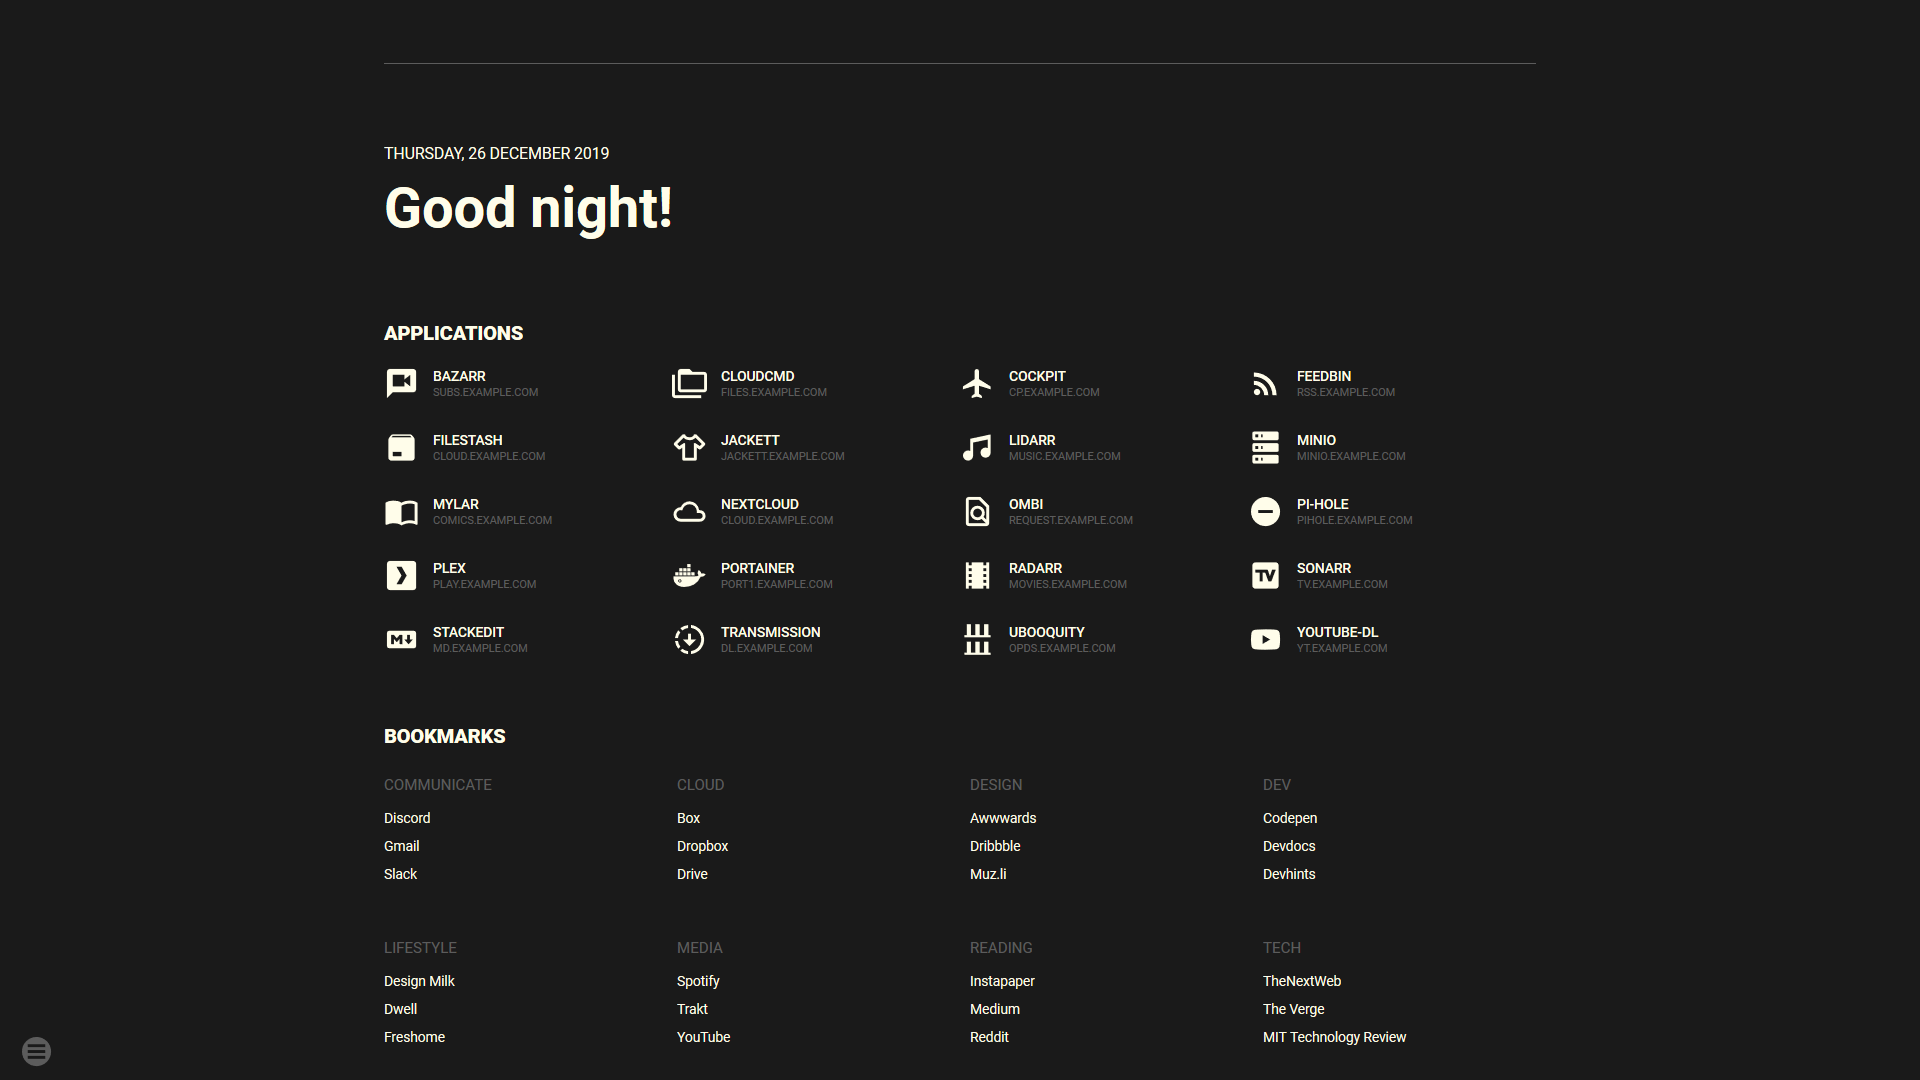 THURSDAY, 26 DECEMBER 2019
Good night!
APPLICATIONS
BAZARR
SUBS.EXAMPLE.COM
CLOUDCMD
FILES.EXAMPLE.COM
COCKPIT
CP.EXAMPLE.COM
FEEDBIN
RSS.EXAMPLE.COM
FILESTASH
CLOUD.EXAMPLE.COM
JACKETT
JACKETT.EXAMPLE.COM
LIDARR
MUSIC.EXAMPLE.COM
MINIO
MINIO.EXAMPLE.COM
MYLAR
COMICS.EXAMPLE.COM
NEXTCLOUD
CLOUD.EXAMPLE.COM
OMBI
REQUEST.EXAMPLE.COM
PI-HOLE
PIHOLE.EXAMPLE.COM
PLEX
PLAY.EXAMPLE.COM
PORTAINER
PORT1.EXAMPLE.COM
RADARR
MOVIES.EXAMPLE.COM
TV
SONARR
TV.EXAMPLE.COM
M
STACKEDIT
MD.EXAMPLE.COM
TRANSMISSION
DL.EXAMPLE.COM
UBOOQUITY
OPDS.EXAMPLE.COM
YOUTUBE-DL
YT.EXAMPLE.COM
BOOKMARKS
COMMUNICATE
Discord
Gmail
Slack
CLOUD
Box
Dropbox
Drive
DESIGN
Awwwards
Dribbble
Muz.li
DEV
Codepen
Devdocs
Devhints
LIFESTYLE
Design Milk
Dwell
Freshome
MEDIA
Spotify
Trakt
YouTube
READING
Instapaper
Medium
Reddit
TECH
TheNextWeb
The Verge
MIT Technology Review